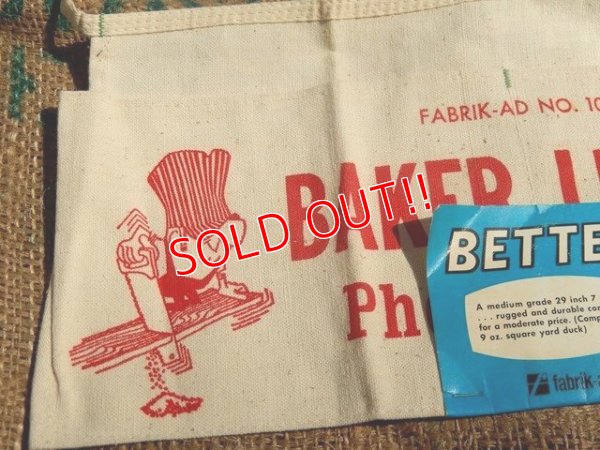 FABRIK-AD NO. 10
BAKER L
SOLD OUT!!
Ph
BETTE
A medium grade 29 inch 7
. . . rugged and durable con
for a moderate price. (Comp
9 oz. square yard duck)
fabrik-a